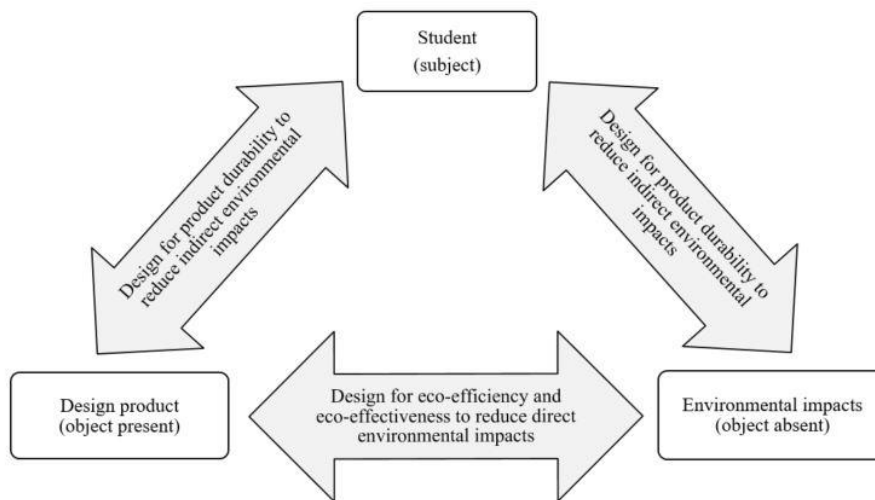 Student
(subject)
Design for product durability to
reduce indirect environmental
impacts
Design for product durability to
reduce indirect environmental
impacts
Design product
(object present)
Design for eco-efficiency and
eco-effectiveness to reduce direct
environmental impacts
Environmental impacts
(object absent)